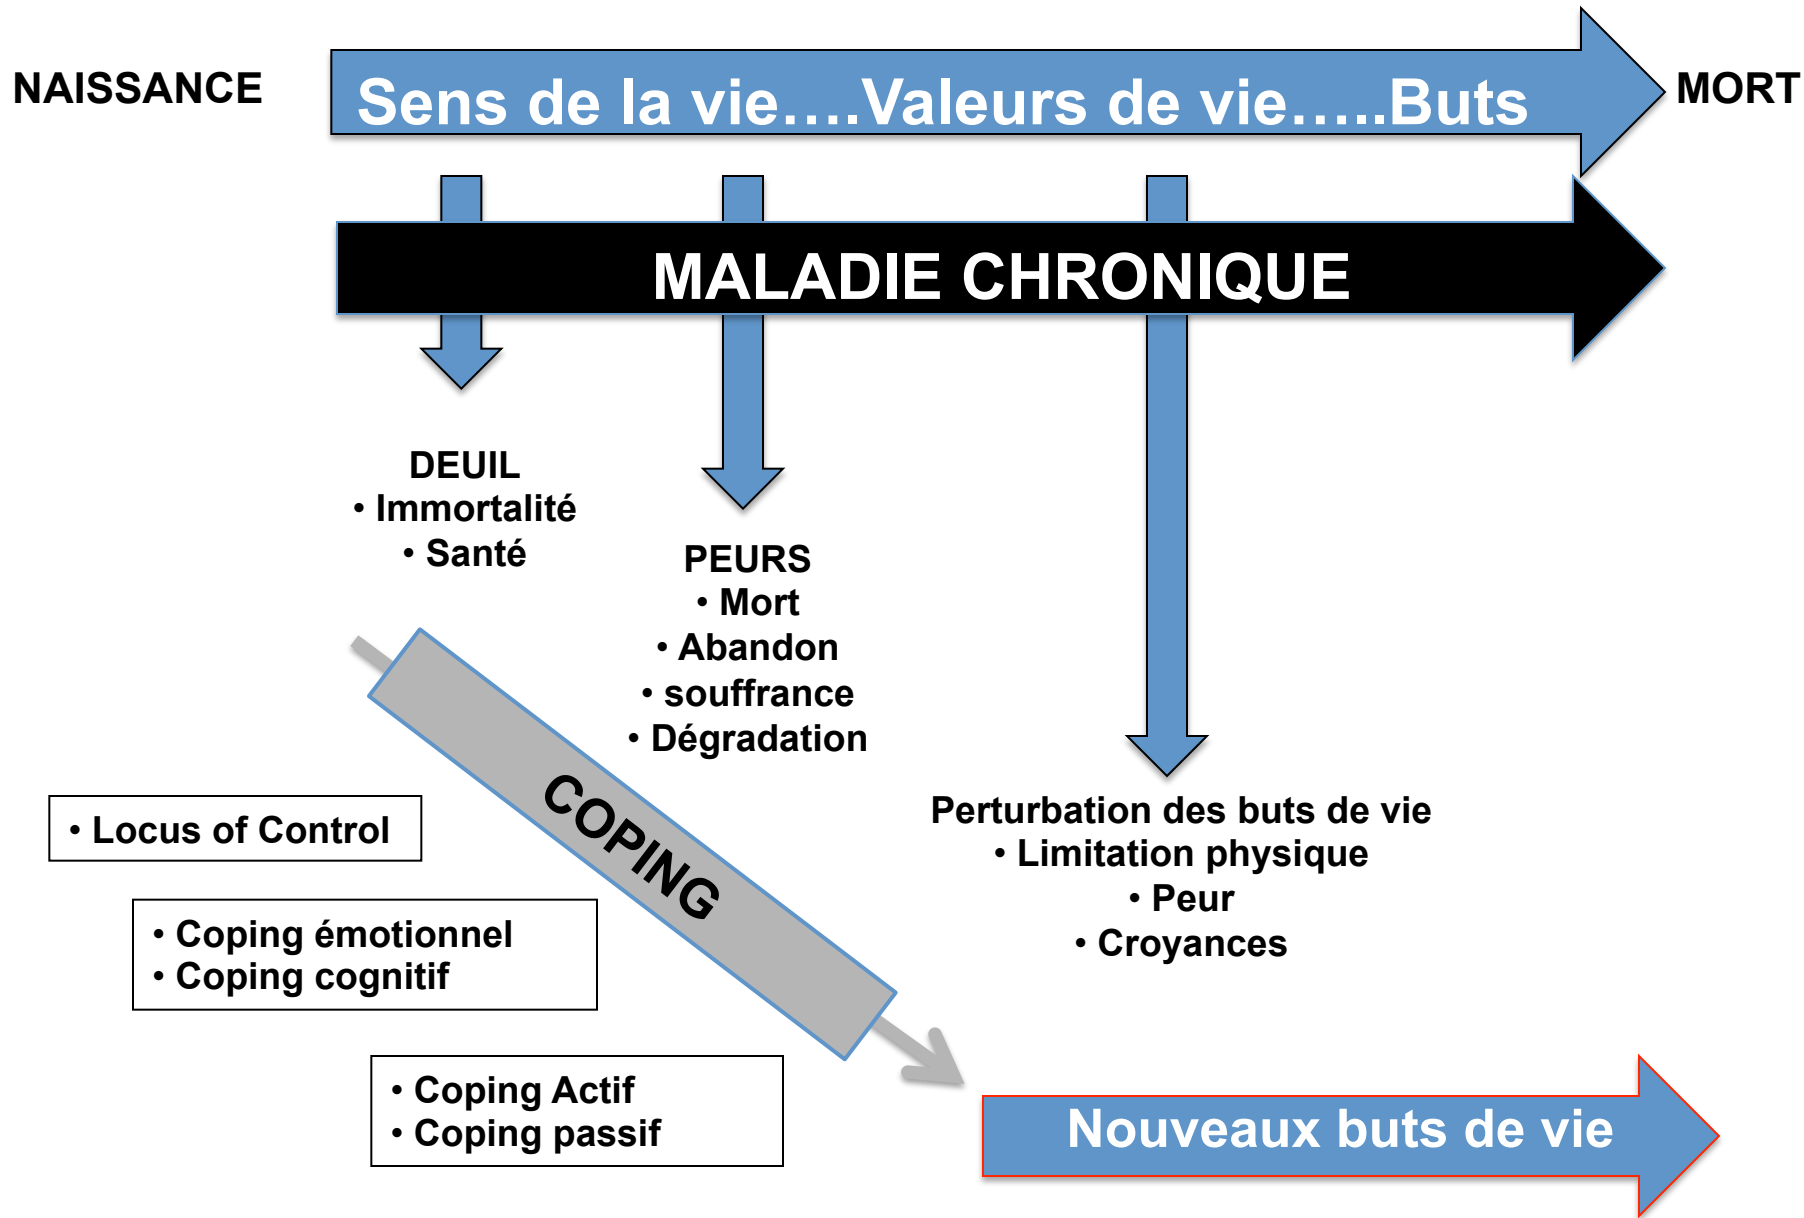 NAISSANCE
Sens de la vie….Valeurs de vie…..Buts
MORT
MALADIE CHRONIQUE
DEUIL
• Immortalité
• Santé
PEURS
• Mort
• Abandon
• souffrance
• Dégradation
COPING
• Locus of Control
• Coping émotionnel
• Coping cognitif
• Coping Actif
• Coping passif
Perturbation des buts de vie
• Limitation physique
• Peur
• Croyances
Nouveaux buts de vie